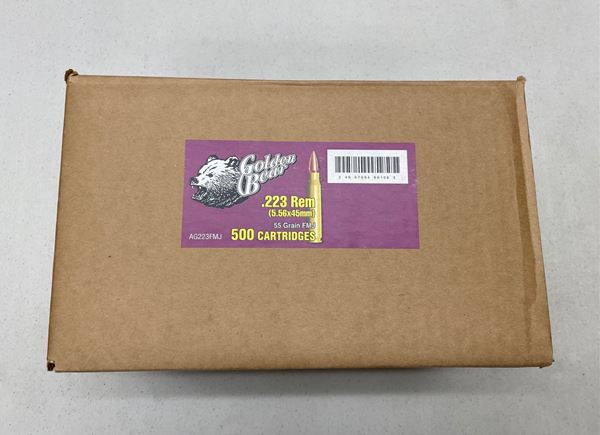 Golden
Bear
.223 Rem
(5.56x45mm)
55 Grain FMJ
500 CARTRIDGES
AG223FMJ